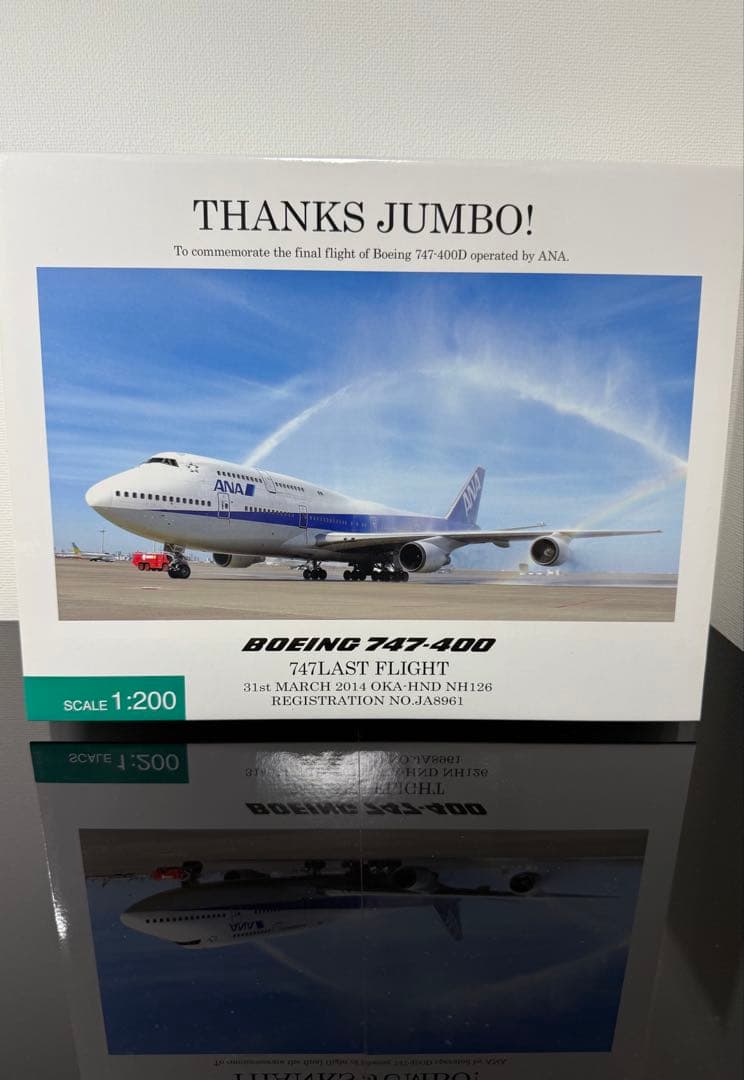 THANKS JUMBO!
To commemorate the final flight of Boeing 747-400D operated by ANA.
ANA
ANA
BOEING 747-400
747LAST FLIGHT
31st MARCH 2014 OKA-HND NH126
REGISTRATION NO.JA8961
SCALE 1:200